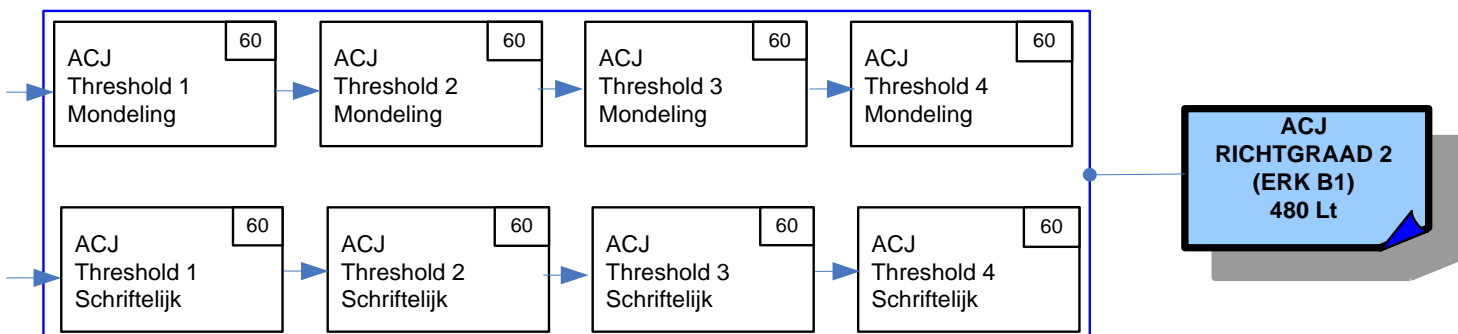 60
ACJ
Threshold 1
Mondeling
60
ACJ
Threshold 2
Mondeling
60
ACJ
Threshold 3
Mondeling
60
ACJ
Threshold 4
Mondeling
60
ACJ
Threshold 1
Schriftelijk
60
ACJ
Threshold 2
Schriftelijk
60
ACJ
Threshold 3
Schriftelijk
60
ACJ
Threshold 4
Schriftelijk
ACJ
RICHTGRAAD 2
(ERK B1)
480 Lt